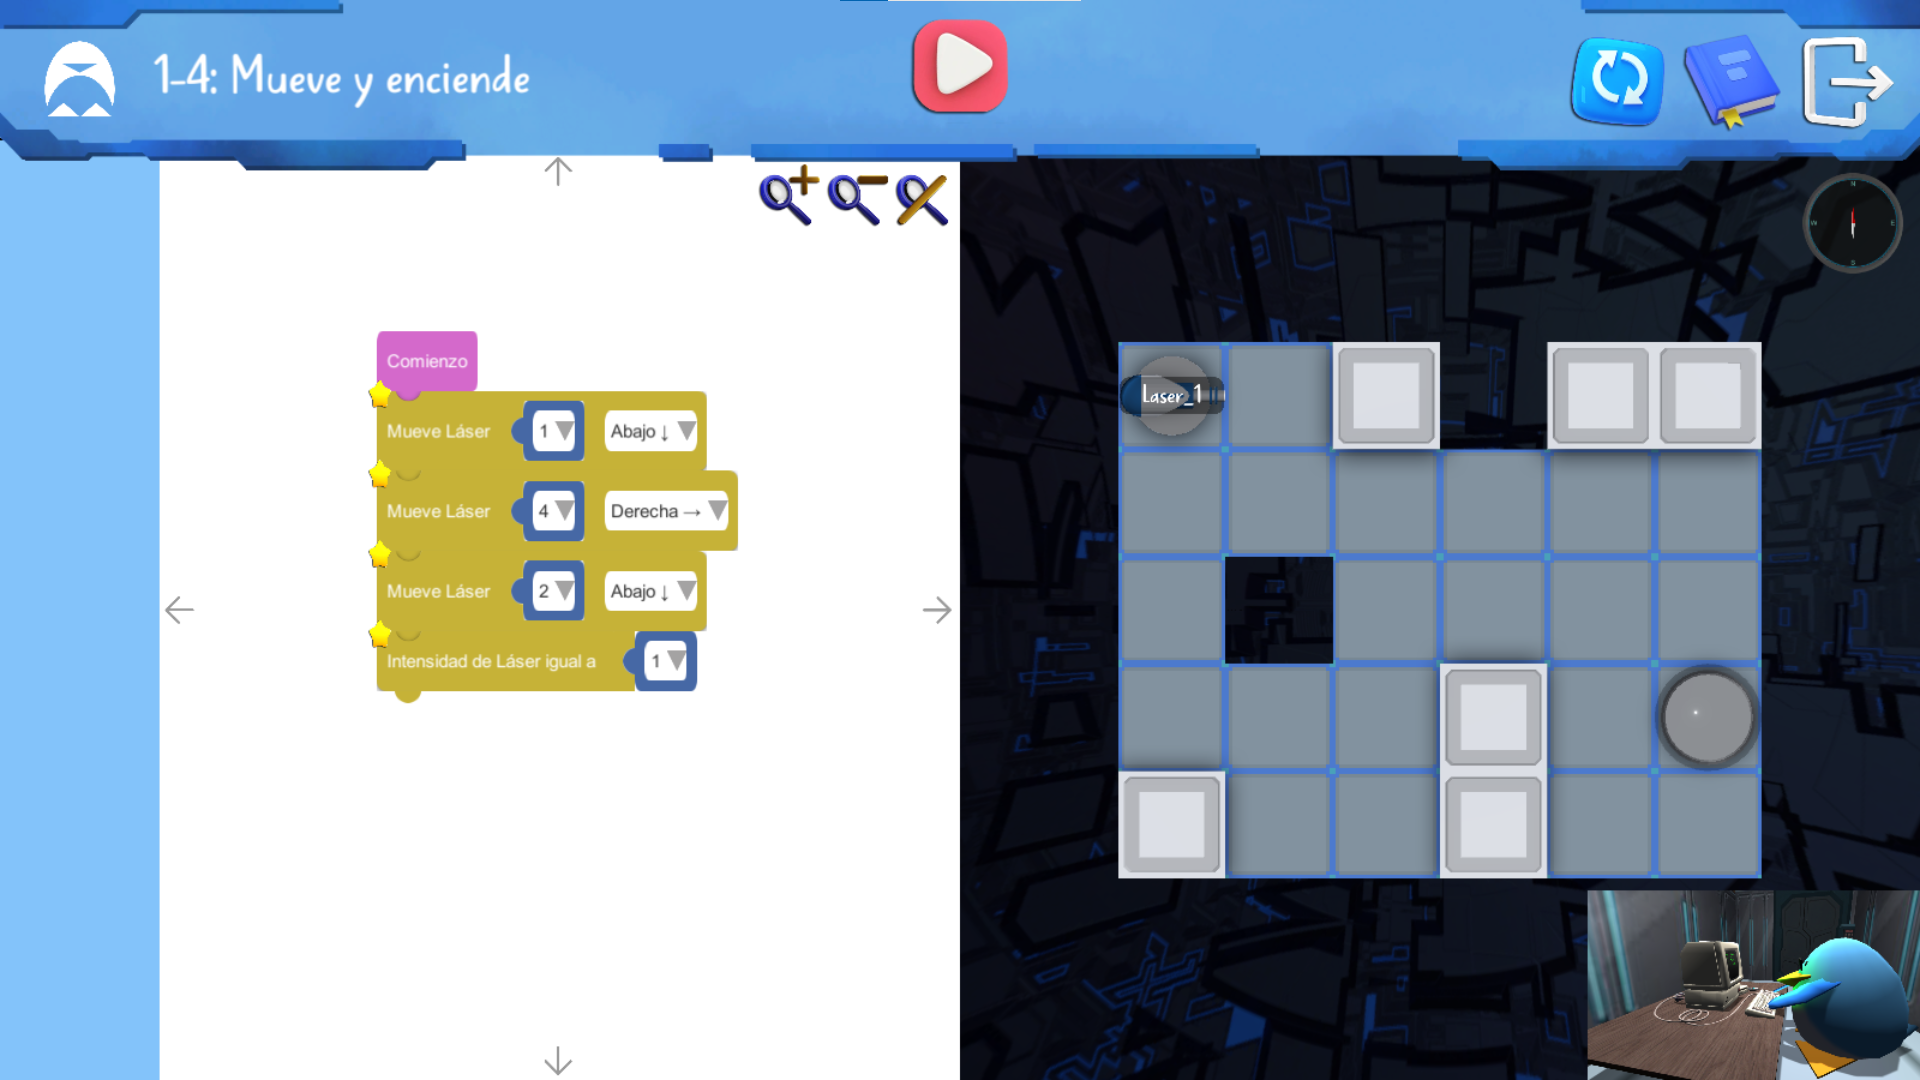 1-4: Mueve y enciende
Comienzo
Mueve Láser 1 Abajo ↓
Mueve Láser 4 Derecha →
Mueve Láser 2 Abajo ↓
Intensidad de Láser igual a 1
Laser_1
N
W E
S